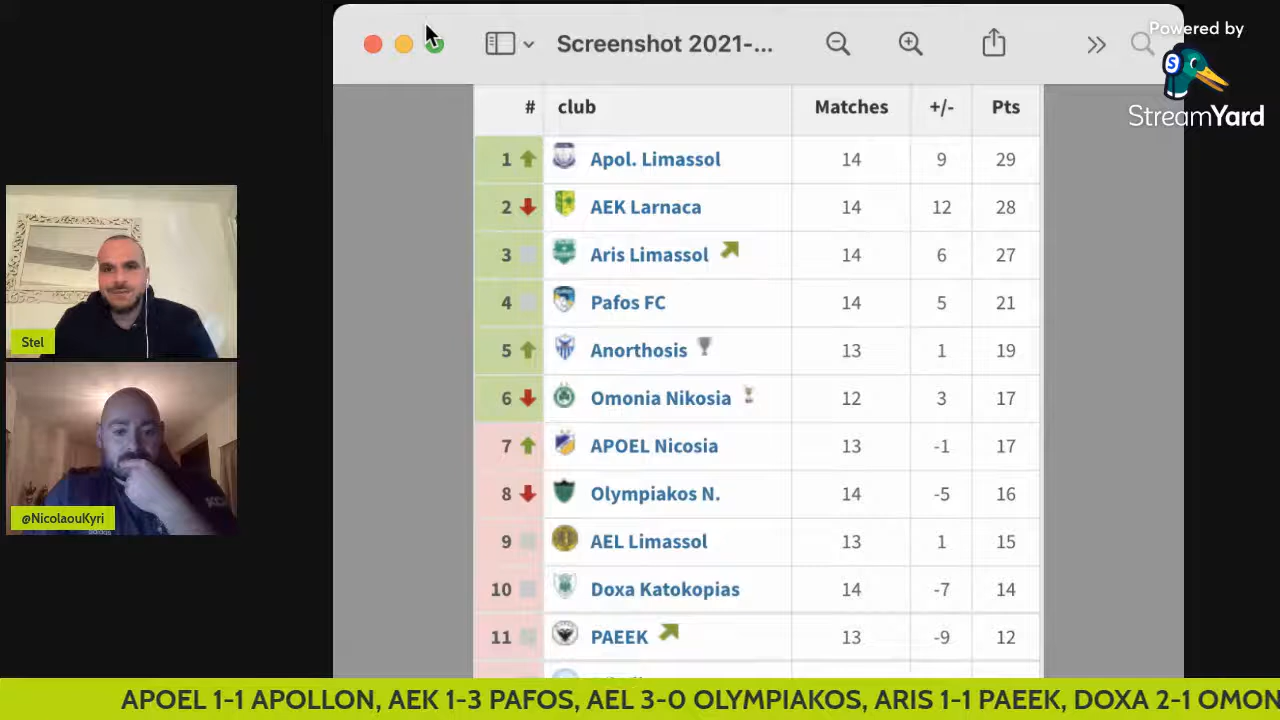 Screenshot 2021-...
Powered by
S
StreamYard
# club Matches +/- Pts
1 Apol. Limassol 14 9 29
2 AEK Larnaca 14 12 28
3 Aris Limassol 14 6 27
4 Pafos FC 14 5 21
5 Anorthosis 13 1 19
6 Omonia Nikosia 12 3 17
7 APOEL Nicosia 13 -1 17
8 Olympiakos N. 14 -5 16
9 AEL Limassol 13 1 15
10 Doxa Katokopias 14 -7 14
11 PAEEK 13 -9 12
Stel
@NicolaouKyri
adidas
APOEL 1-1 APOLLON, AEK 1-3 PAFOS, AEL 3-0 OLYMPIAKOS, ARIS 1-1 PAEEK, DOXA 2-1 OMON